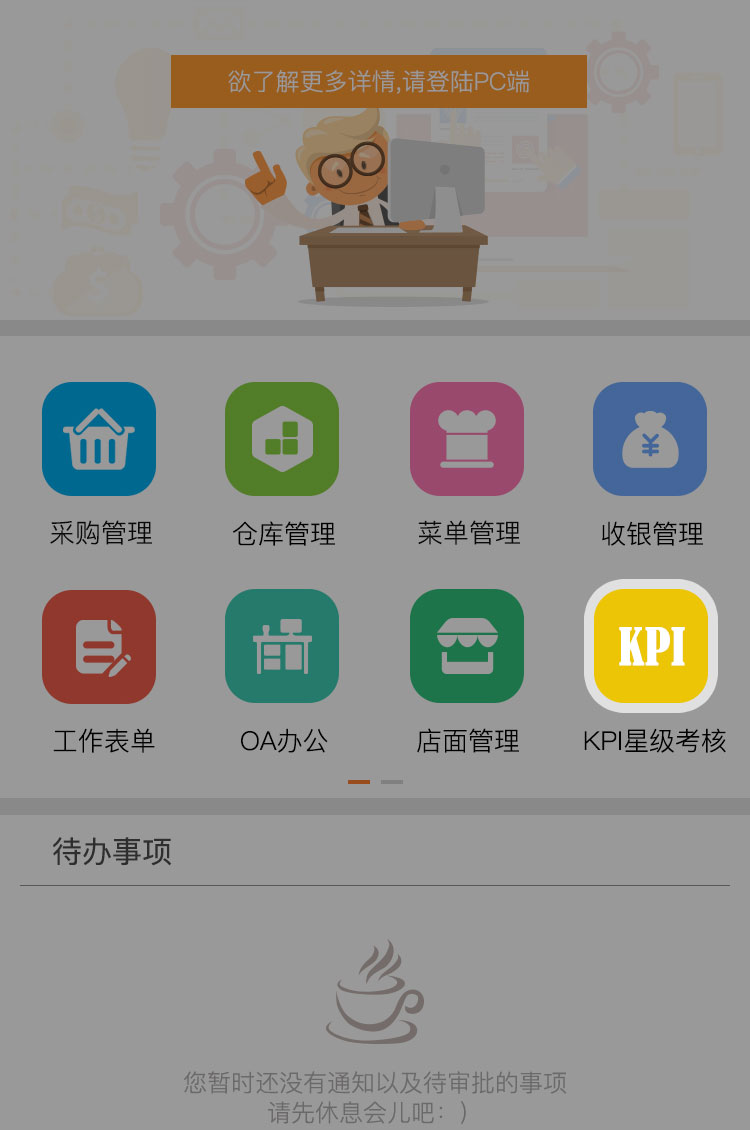 欲了解更多详情,请登陆PC端
采购管理
仓库管理
菜单管理
收银管理
KPI
工作表单
OA办公
店面管理
KPI星级考核
待办事项
您暂时还没有通知以及待审批的事项
请先休息会儿吧:)